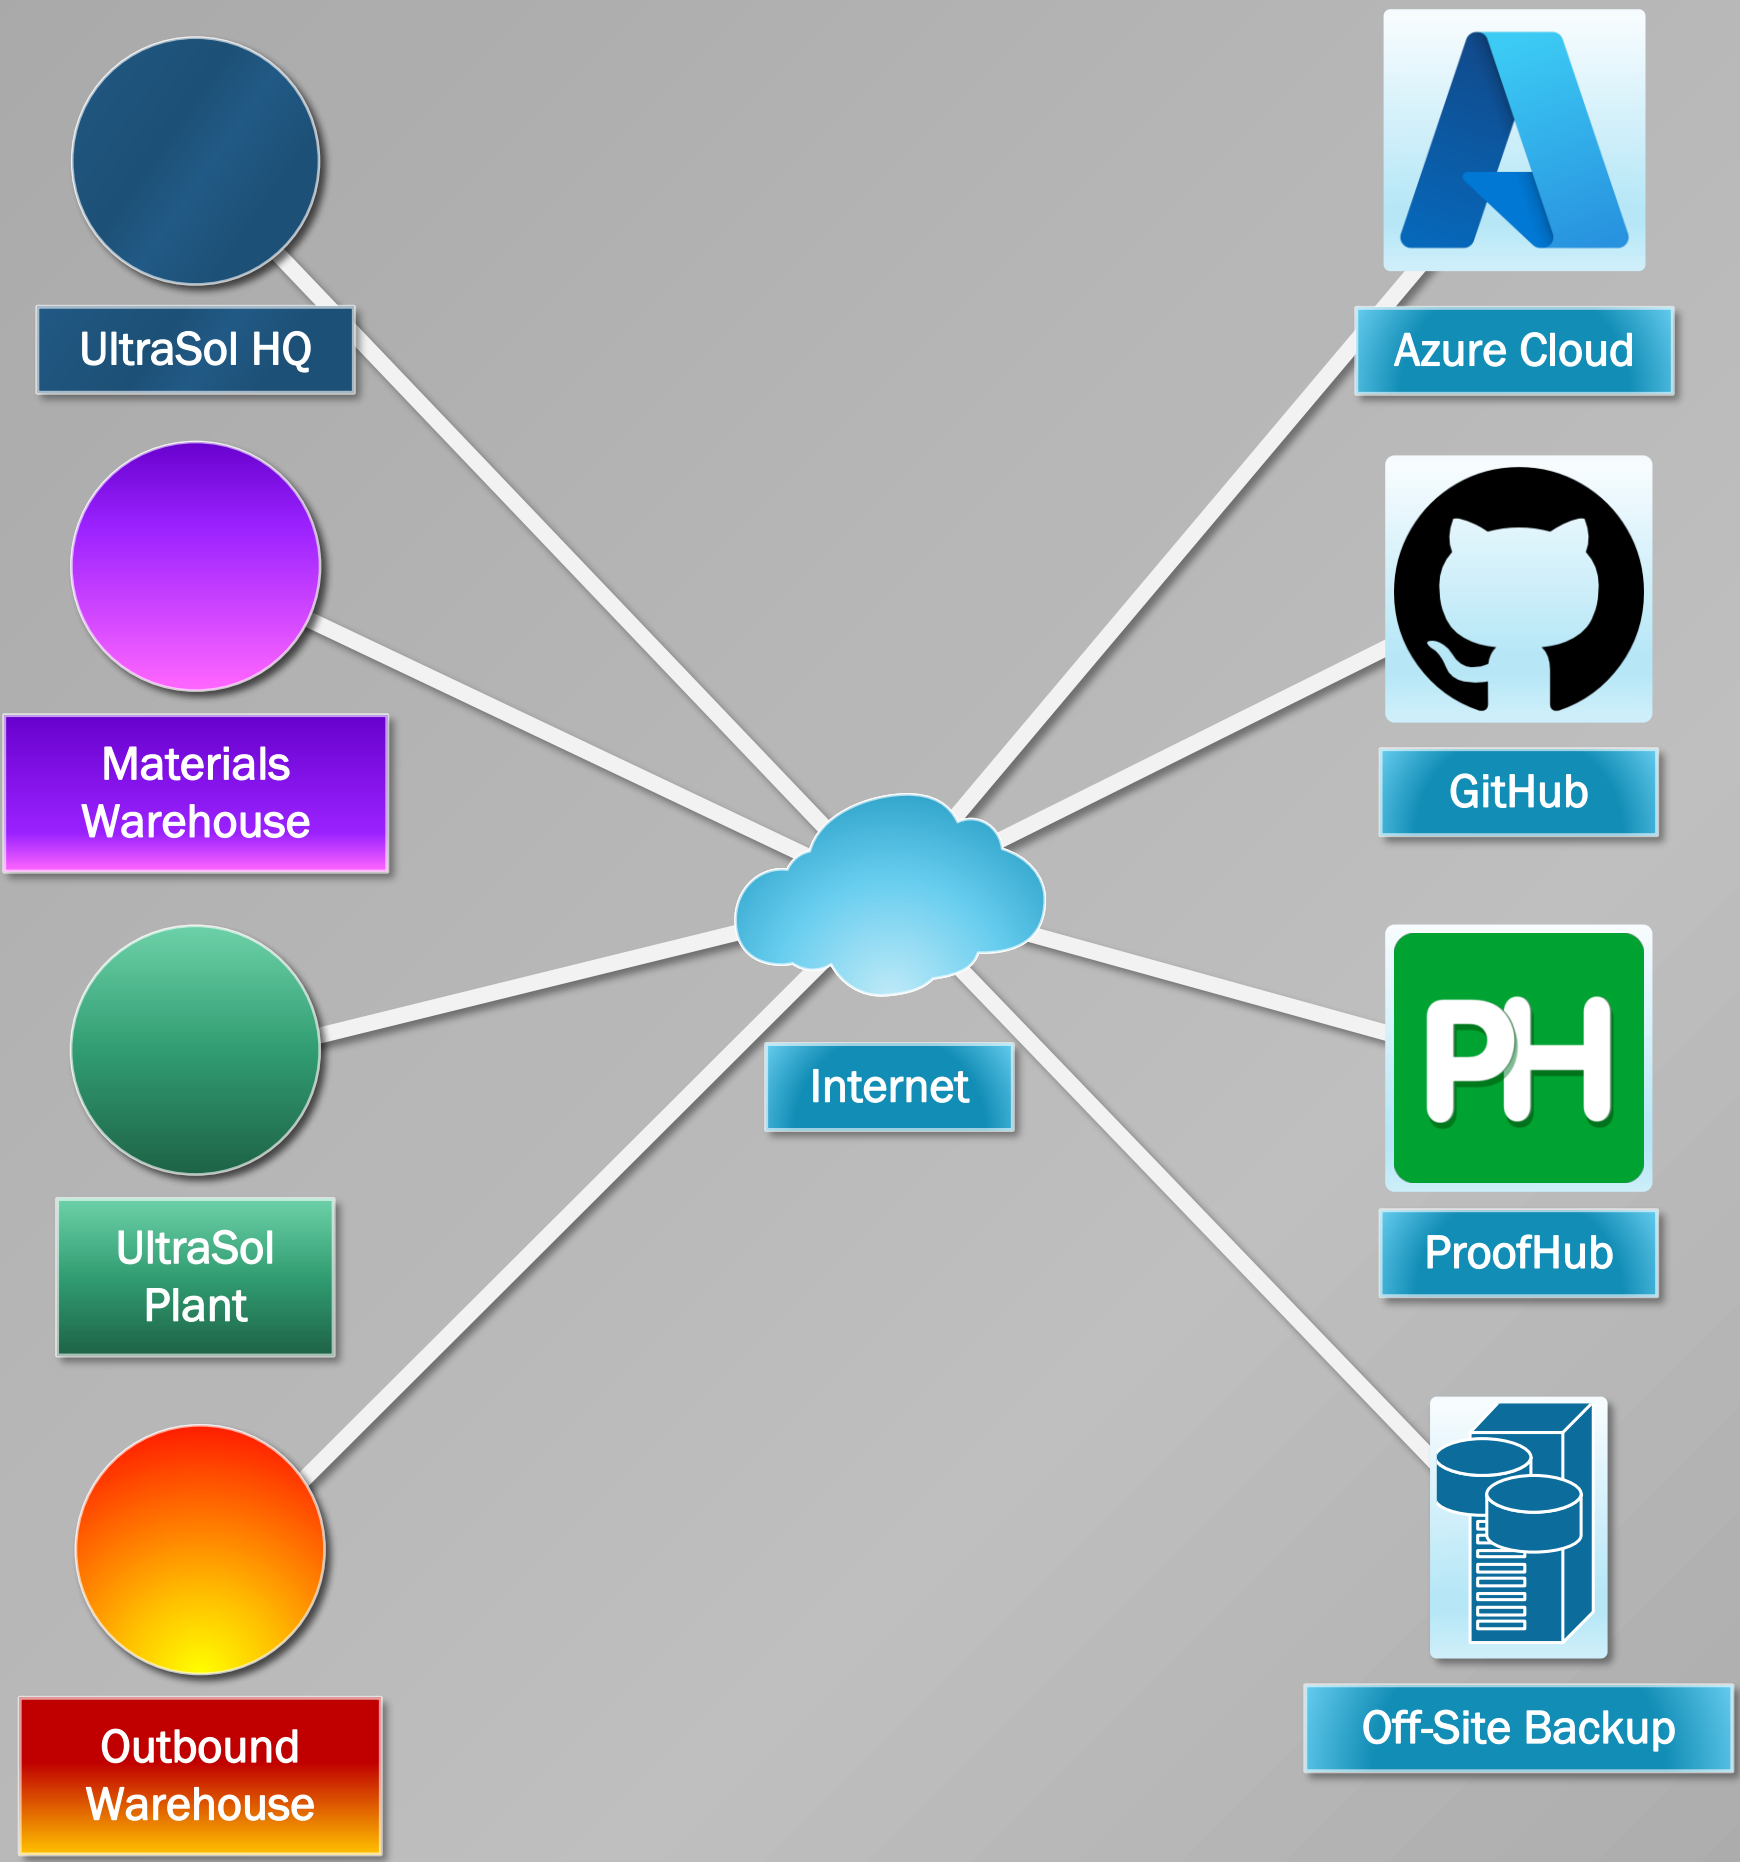 UltraSol HQ
Materials
Warehouse
UltraSol
Plant
Outbound
Warehouse
Internet
Azure Cloud
GitHub
PH
ProofHub
Off-Site Backup